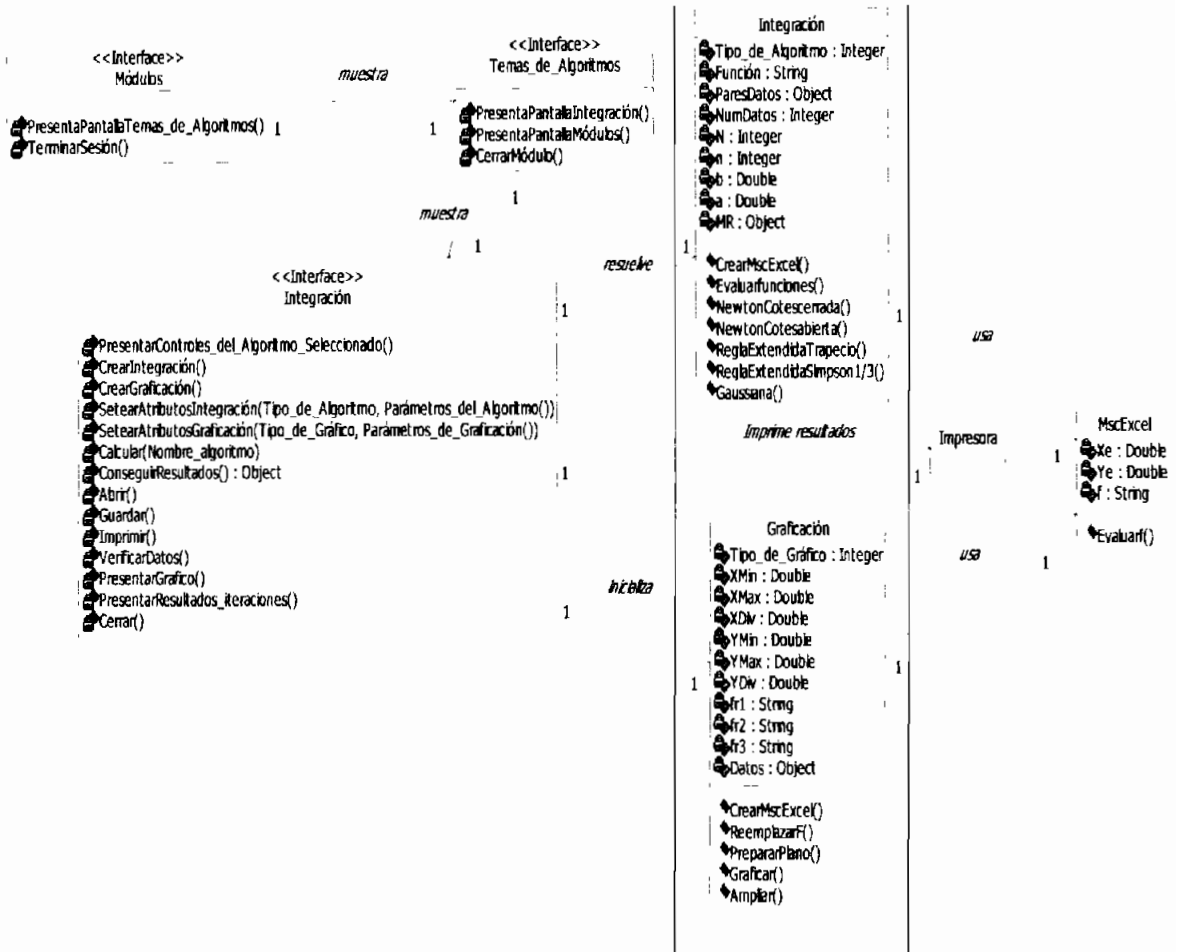 <<Interface>>
Módulos
PresentaPantallaTemas_de_Algoritmos()
TerminarSesión()
1
muestra
1
<<Interface>>
Temas_de_Algoritmos
PresentaPantallaIntegración()
PresentaPantallaMódulos()
CerrarMódulo()
1
muestra
1
<<Interface>>
Integración
PresentarControles_del_Algoritmo_Seleccionado()
CrearIntegración()
CrearGraficación()
SetearAtributosIntegración(Tipo_de_Algoritmo, Parámetros_del_Algoritmo())
SetearAtributosGraficación(Tipo_de_Gráfico, Parámetros_de_Graficación())
Calcular(Nombre_algoritmo)
ConseguirResultados() : Object
Abrir()
Guardar()
Imprimir()
VerificarDatos()
PresentarGrafico()
PresentarResultados_iteraciones()
Cerrar()
1
resuelve
1
1
Imprime resultados
1
1
Inicializa
1
Integración
Tipo_de_Algoritmo : Integer
Función : String
ParesDatos : Object
NumDatos : Integer
N : Integer
n : Integer
b : Double
a : Double
MR : Object
CrearMscExcel()
Evaluarfunciones()
NewtonCotescerrada()
NewtonCotesabierta()
ReglaExtendidaTrapecio()
ReglaExtendidaSimpson1/3()
Gaussiana()
1
usa
1
Impresora
Graficación
Tipo_de_Gráfico : Integer
XMin : Double
XMax : Double
XDiv : Double
YMin : Double
YMax : Double
YDiv : Double
fr1 : String
fr2 : String
fr3 : String
Datos : Object
CrearMscExcel()
ReemplazarF()
PrepararPlano()
Graficar()
Ampliar()
1
usa
1
MscExcel
Xe : Double
Ye : Double
f : String
Evaluarf()